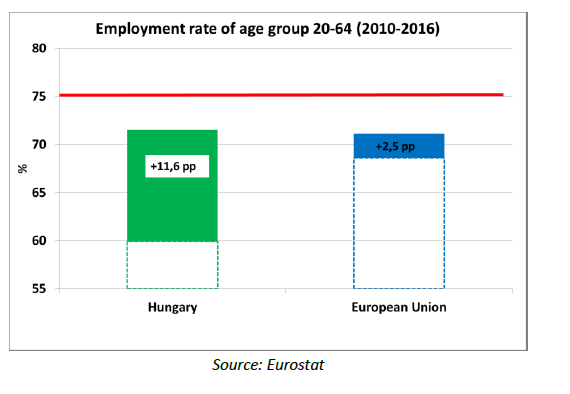 Employment rate of age group 20-64 (2010-2016)
80
75
70
65
60
55
%
+11,6 pp
+2,5 pp
Hungary
European Union
Source: Eurostat